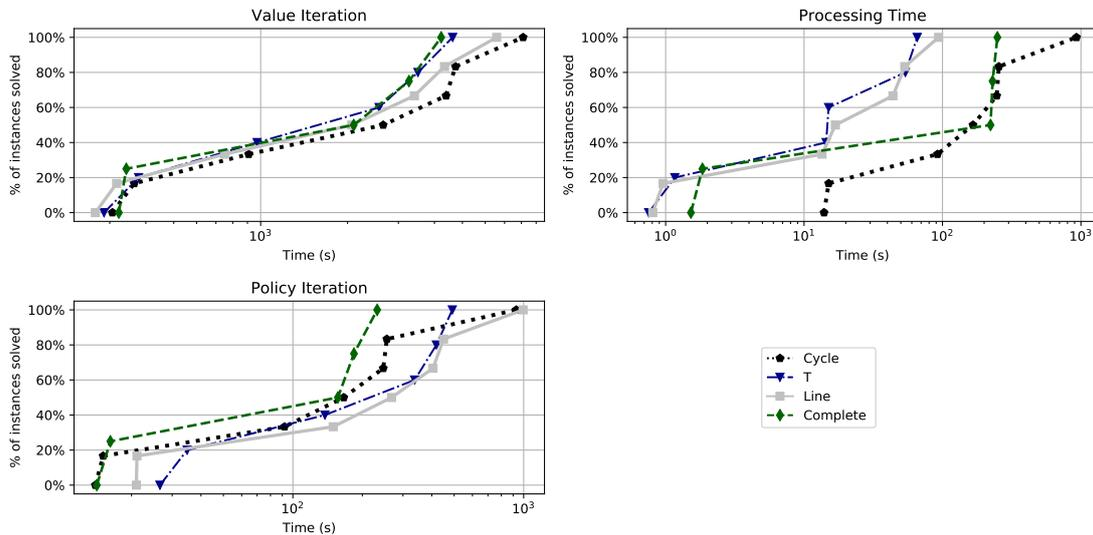 Value Iteration
% of instances solved
100%
80%
60%
40%
20%
0%
10³
Time (s)
Processing Time
% of instances solved
100%
80%
60%
40%
20%
0%
10⁰
10¹
10²
10³
Time (s)
Policy Iteration
% of instances solved
100%
80%
60%
40%
20%
0%
10²
10³
Time (s)
Cycle
T
Line
Complete